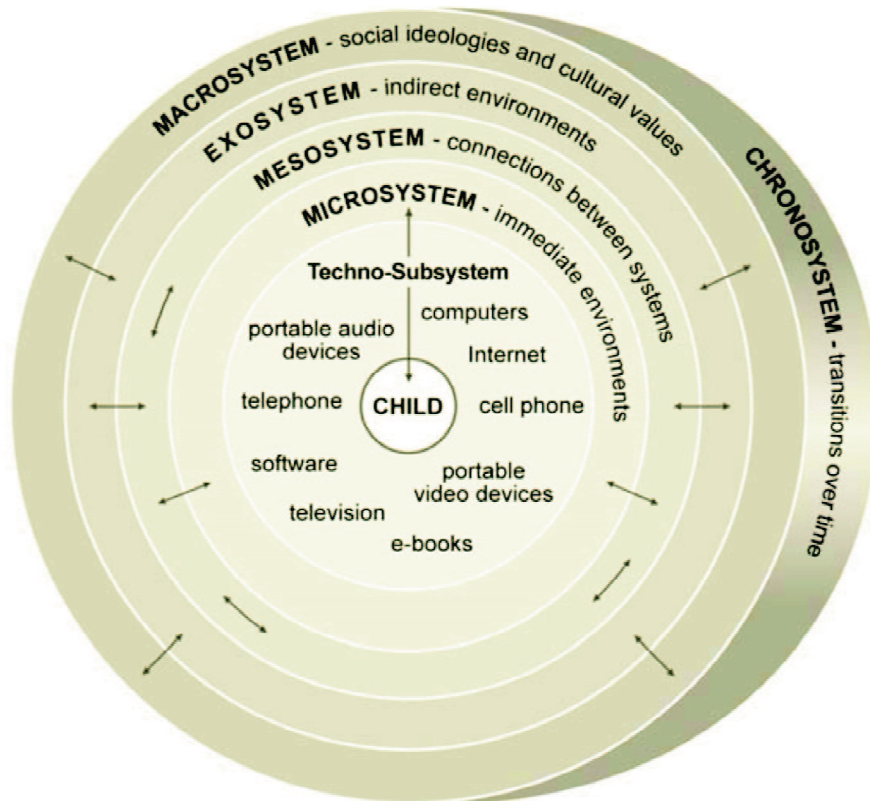 MACROSYSTEM - social ideologies and cultural values
EXOSYSTEM - indirect environments
MESOSYSTEM - connections between systems
MICROSYSTEM - immediate environments
CHRONOSYSTEM - transitions over time
Techno-Subsystem
computers
portable audio
devices
Internet
telephone
CHILD
cell phone
software
portable
video devices
television
e-books